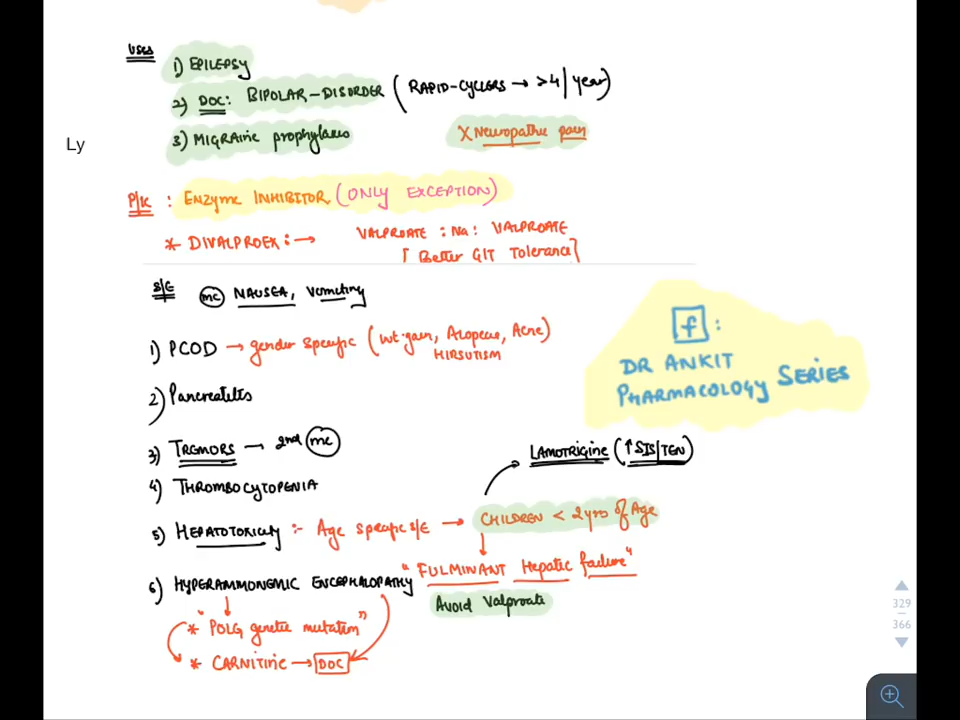 Uses
1) EPILEPSY
2) DOC: BIPOLAR-DISORDER (RAPID-CYCLERS → >4/year)
3) MIGRAINE prophylaxis
X Neuropathic pain
Ly
P/K : ENZYME INHIBITOR (ONLY EXCEPTION)
* DIVALPROEX :→ VALPROATE : Na : VALPROATE
[Better GIT Tolerance]
S/E
mc NAUSEA, Vomiting
1) PCOD → gender specific (wt. gain, Alopecia, Acne)
HIRSUTISM
f :
DR ANKIT
PHARMACOLOGY SERIES
2) Pancreatitis
3) TREMORS → 2nd mc
LAMOTRIGINE (↑SJS/TEN)
4) THROMBOCYTOPENIA
5) HEPATOTOXICITY :- Age specific S/E → CHILDREN < 2yrs of Age
"FULMINANT Hepatic failure"
6) HYPERAMMONEMIC ENCEPHALOPATHY
Avoid Valproate
* "POLG genetic mutation"
* CARNITINE → DOC
329
366